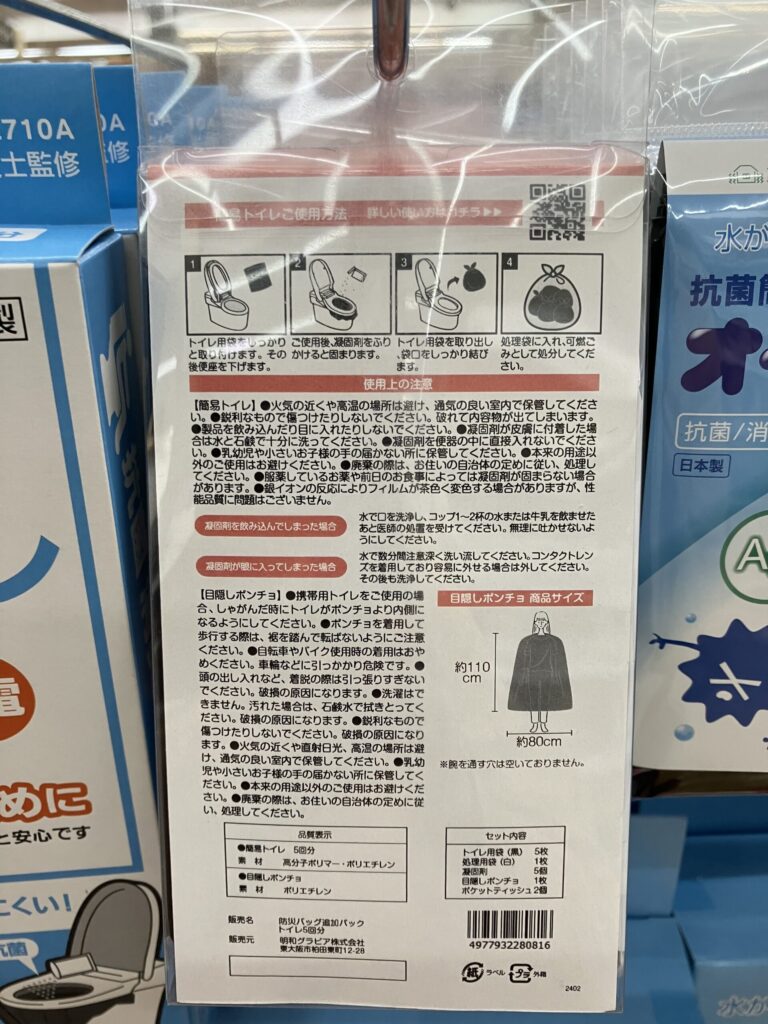 710A
士監修
製
めに
と安心です
にくい!
簡易トイレご使用方法 詳しい使い方はコチラ▶▶
1
2
3
4
トイレ用袋をしっかり
と取り付けます。その
後便座を下げます。
ご使用後、凝固剤をふり
かけると固まります。
トイレ用袋を取り出し
、袋口をしっかり結び
ます。
処理袋に入れ、可燃ご
みとして処分してくだ
さい。
使用上の注意
【簡易トイレ】●火気の近くや高温の場所は避け、通気の良い室内で保管してくださ
い。●鋭利なもので傷つけたりしないでください。破れて内容物が出てしまいます。
●製品を飲み込んだり目に入れたりしないでください。●凝固剤が皮膚に付着した場
合は水と石鹸で十分に洗ってください。●凝固剤を便器の中に直接入れないでくださ
い。●乳幼児や小さいお子様の手の届かない所に保管してください。●本来の用途以
外のご使用はお避けください。●廃棄の際は、お住いの自治体の定めに従い、処理し
てください。●服薬しているお薬や前日のお食事によっては凝固剤が固まらない場合
があります。●銀イオンの反応によりフィルムが茶色く変色する場合がありますが、性
能品質に問題はございません。
凝固剤を飲み込んでしまった場合
水で口を洗浄し、コップ1〜2杯の水または牛乳を飲ませた
あと医師の処置を受けてください。無理に吐かせないよ
うにしてください。
凝固剤が眼に入ってしまった場合
水で数分間注意深く洗い流してください。コンタクトレン
ズを着用しており容易に外せる場合は外してください。
その後も洗浄してください。
【目隠しポンチョ】●携帯用トイレをご使用の場
合、しゃがんだ時にトイレがポンチョより内側に
なるようにしてください。●ポンチョを着用して
歩行する際は、裾を踏んで転ばないようにご注意
ください。●自転車やバイク使用時の着用はおや
めください。車輪などに引っかかり危険です。●
頭の出し入れなど、着脱の際は引っ張りすぎない
でください。破損の原因になります。●洗濯はで
きません。汚れた場合は、石鹸水で拭きとってく
ださい。破損の原因になります。●鋭利なもので
傷つけたりしないでください。破損の原因になり
ます。●火気の近くや直射日光、高温の場所は避
け、通気の良い室内で保管してください。●乳幼
児や小さいお子様の手の届かない所に保管してく
ださい。●本来の用途以外のご使用はお避けくだ
さい。●廃棄の際は、お住いの自治体の定めに従
い、処理してください。
目隠しポンチョ 商品サイズ
約110
cm
約80cm
※腕を通す穴は空いておりません。
品質表示
●簡易トイレ 5回分
素 材 高分子ポリマー・ポリエチレン
●目隠しポンチョ
素 材 ポリエチレン
セット内容
トイレ用袋(黒) 5枚
処理用袋(白) 1枚
凝固剤 5個
目隠しポンチョ 1枚
ポケットティッシュ 2個
販売名 防災バッグ追加パック
トイレ5回分
販売元 明和グラビア株式会社
東大阪市柏田東町12-28
4977932280816
紙 ラベル プラ 外箱
2402
水が
抗菌
オ
抗菌/消
日本製